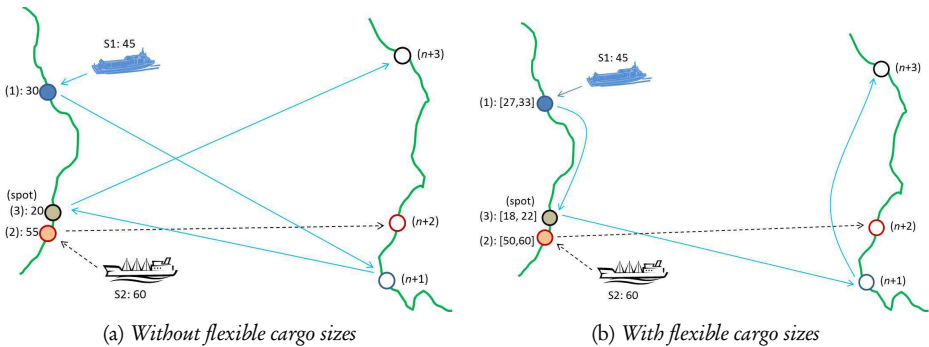 S1: 45
(n+3)
(1): 30
(spot)
(3): 20
(2): 55
(n+2)
(n+1)
S2: 60
(a) Without flexible cargo sizes
S1: 45
(n+3)
(1): [27,33]
(spot)
(3): [18, 22]
(2): [50,60]
(n+2)
(n+1)
S2: 60
(b) With flexible cargo sizes